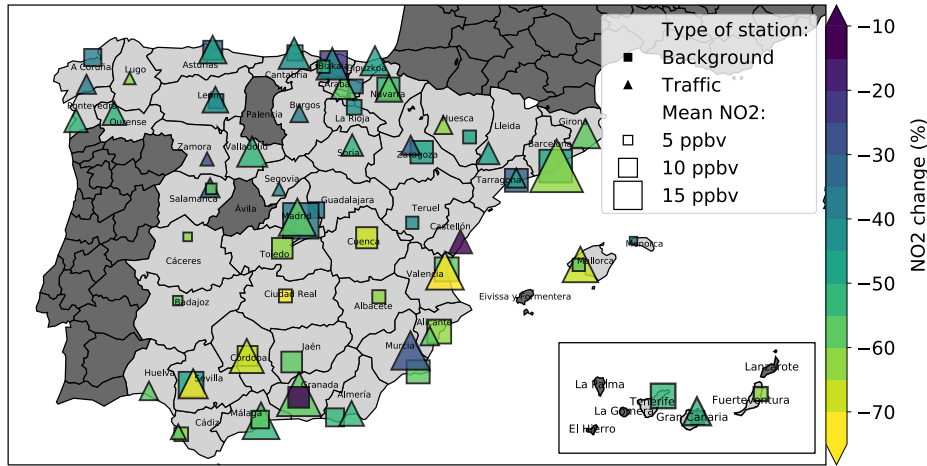 Type of station:
Background
Traffic
Mean NO2:
5 ppbv
10 ppbv
15 ppbv
−10
−20
−30
−40
−50
−60
−70
NO2 change (%)
A Coruña
Lugo
Asturias
Cantabria
Bizkaia
Gipuzkoa
Araba
Navarra
Pontevedra
Ourense
León
Palencia
Burgos
La Rioja
Huesca
Lleida
Girona
Barcelona
Zamora
Valladolid
Soria
Zaragoza
Tarragona
Salamanca
Segovia
Ávila
Madrid
Guadalajara
Teruel
Castellón
Menorca
Cáceres
Toledo
Cuenca
Valencia
Mallorca
Eivissa y Formentera
Badajoz
Ciudad Real
Albacete
Alicante
Huelva
Sevilla
Córdoba
Jaén
Murcia
Cádiz
Málaga
Granada
Almería
La Palma
La Gomera
El Hierro
Tenerife
Gran Canaria
Fuerteventura
Lanzarote